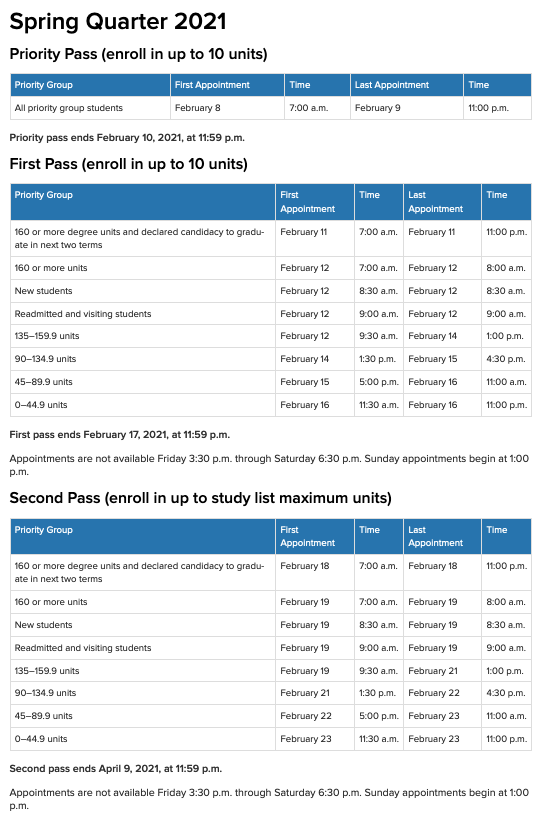 Spring Quarter 2021
Priority Pass (enroll in up to 10 units)
Priority Group First Appointment Time Last Appointment Time
All priority group students February 8 7:00 a.m. February 9 11:00 p.m.
Priority pass ends February 10, 2021, at 11:59 p.m.
First Pass (enroll in up to 10 units)
Priority Group First Appointment Time Last Appointment Time
160 or more degree units and declared candidacy to gradu-
ate in next two terms February 11 7:00 a.m. February 11 11:00 p.m.
160 or more units February 12 7:00 a.m. February 12 8:00 a.m.
New students February 12 8:30 a.m. February 12 8:30 a.m.
Readmitted and visiting students February 12 9:00 a.m. February 12 9:00 a.m.
135–159.9 units February 12 9:30 a.m. February 14 1:00 p.m.
90–134.9 units February 14 1:30 p.m. February 15 4:30 p.m.
45–89.9 units February 15 5:00 p.m. February 16 11:00 a.m.
0–44.9 units February 16 11:30 a.m. February 16 11:00 p.m.
First pass ends February 17, 2021, at 11:59 p.m.
Appointments are not available Friday 3:30 p.m. through Saturday 6:30 p.m. Sunday appointments begin at 1:00
p.m.
Second Pass (enroll in up to study list maximum units)
Priority Group First Appointment Time Last Appointment Time
160 or more degree units and declared candidacy to gradu-
ate in next two terms February 18 7:00 a.m. February 18 11:00 p.m.
160 or more units February 19 7:00 a.m. February 19 8:00 a.m.
New students February 19 8:30 a.m. February 19 8:30 a.m.
Readmitted and visiting students February 19 9:00 a.m. February 19 9:00 a.m.
135–159.9 units February 19 9:30 a.m. February 21 1:00 p.m.
90–134.9 units February 21 1:30 p.m. February 22 4:30 p.m.
45–89.9 units February 22 5:00 p.m. February 23 11:00 a.m.
0–44.9 units February 23 11:30 a.m. February 23 11:00 p.m.
Second pass ends April 9, 2021, at 11:59 p.m.
Appointments are not available Friday 3:30 p.m. through Saturday 6:30 p.m. Sunday appointments begin at 1:00
p.m.